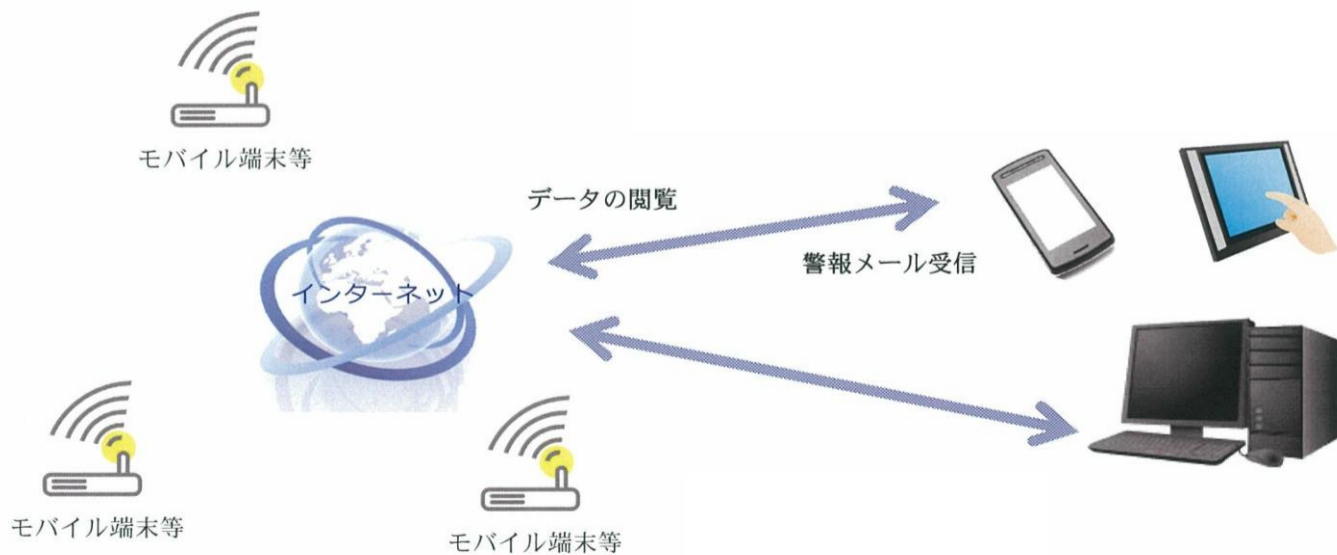 モバイル端末等
データの閲覧
警報メール受信
インターネット
モバイル端末等
モバイル端末等